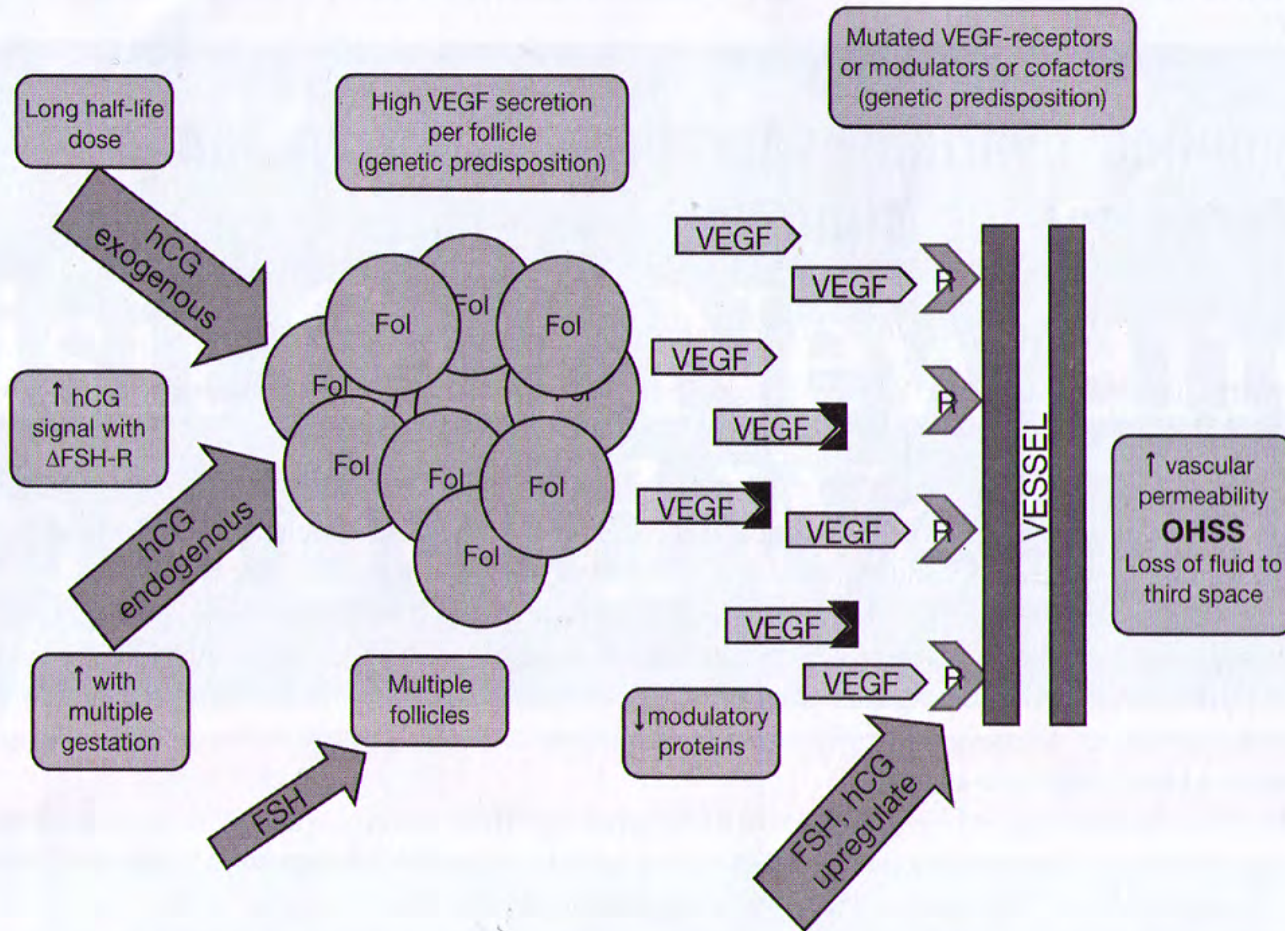 Long half-life
dose
hCG
exogenous
↑ hCG
signal with
ΔFSH-R
hCG
endogenous
↑ with
multiple
gestation
FSH
High VEGF secretion
per follicle
(genetic predisposition)
Fol
Fol
Fol
Fol
Fol
Fol
Fol
Fol
Fol
Multiple
follicles
Mutated VEGF-receptors
or modulators or cofactors
(genetic predisposition)
VEGF
VEGF
R
VEGF
R
VEGF
VEGF
VEGF
R
VEGF
VEGF
R
↓ modulatory
proteins
FSH, hCG
upregulate
VESSEL
↑ vascular
permeability
OHSS
Loss of fluid to
third space